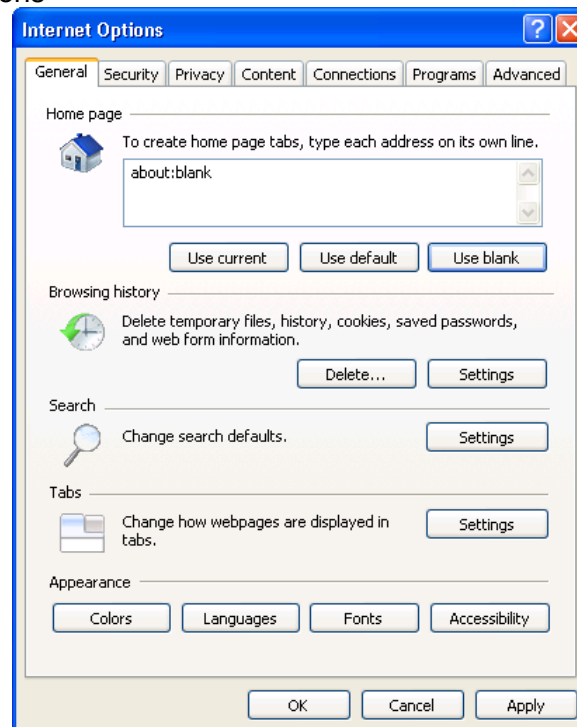 Internet Options
General Security Privacy Content Connections Programs Advanced
Home page
To create home page tabs, type each address on its own line.
about:blank
Use current Use default Use blank
Browsing history
Delete temporary files, history, cookies, saved passwords,
and web form information.
Delete... Settings
Search
Change search defaults. Settings
Tabs
Change how webpages are displayed in
tabs.
Settings
Appearance
Colors Languages Fonts Accessibility
OK Cancel Apply